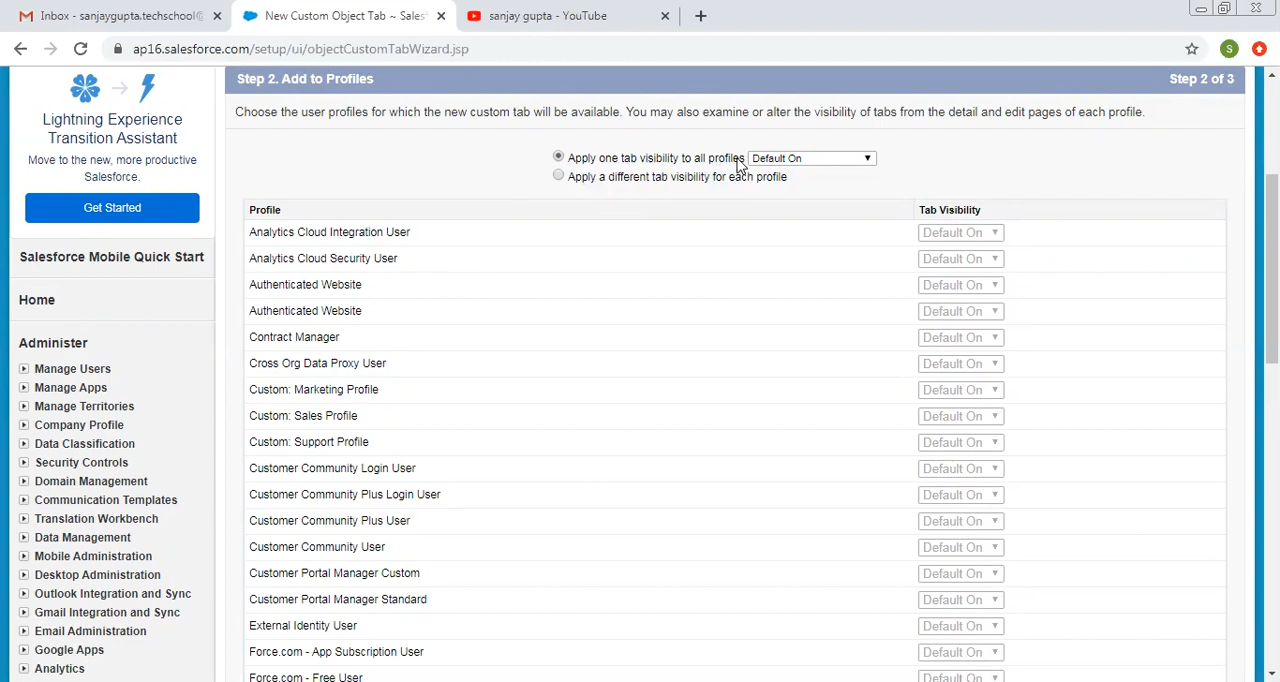 Inbox - sanjaygupta.techschool@
New Custom Object Tab ~ Sales
sanjay gupta - YouTube
ap16.salesforce.com/setup/ui/objectCustomTabWizard.jsp
S
Lightning Experience
Transition Assistant
Move to the new, more productive
Salesforce.
Get Started
Salesforce Mobile Quick Start
Home
Administer
Manage Users
Manage Apps
Manage Territories
Company Profile
Data Classification
Security Controls
Domain Management
Communication Templates
Translation Workbench
Data Management
Mobile Administration
Desktop Administration
Outlook Integration and Sync
Gmail Integration and Sync
Email Administration
Google Apps
Analytics
Step 2. Add to Profiles Step 2 of 3
Choose the user profiles for which the new custom tab will be available. You may also examine or alter the visibility of tabs from the detail and edit pages of each profile.
Apply one tab visibility to all profiles Default On
Apply a different tab visibility for each profile
Profile Tab Visibility
Analytics Cloud Integration User Default On
Analytics Cloud Security User Default On
Authenticated Website Default On
Authenticated Website Default On
Contract Manager Default On
Cross Org Data Proxy User Default On
Custom: Marketing Profile Default On
Custom: Sales Profile Default On
Custom: Support Profile Default On
Customer Community Login User Default On
Customer Community Plus Login User Default On
Customer Community Plus User Default On
Customer Community User Default On
Customer Portal Manager Custom Default On
Customer Portal Manager Standard Default On
External Identity User Default On
Force.com - App Subscription User Default On
Force.com - Free User Default On